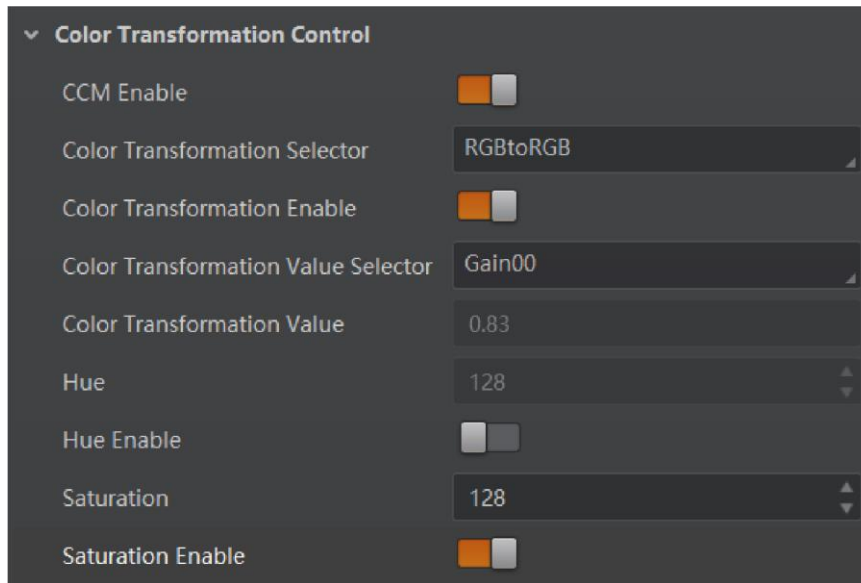 Color Transformation Control
CCM Enable
Color Transformation Selector RGBtoRGB
Color Transformation Enable
Color Transformation Value Selector Gain00
Color Transformation Value 0.83
Hue 128
Hue Enable
Saturation 128
Saturation Enable